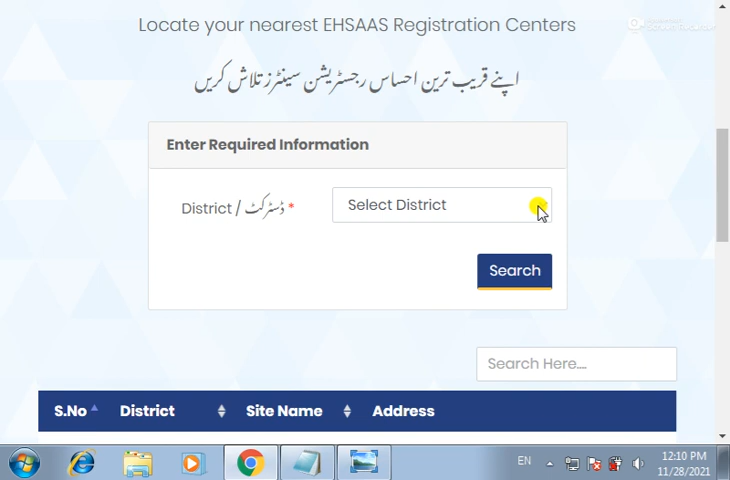 Locate your nearest EHSAAS Registration Centers
اپنے قریب ترین احساس رجسٹریشن سینٹرز تلاش کریں
Enter Required Information
District / ڈسٹرکٹ *
Select District
Search
Search Here....
S.No District Site Name Address
EN
12:10 PM
11/28/2021